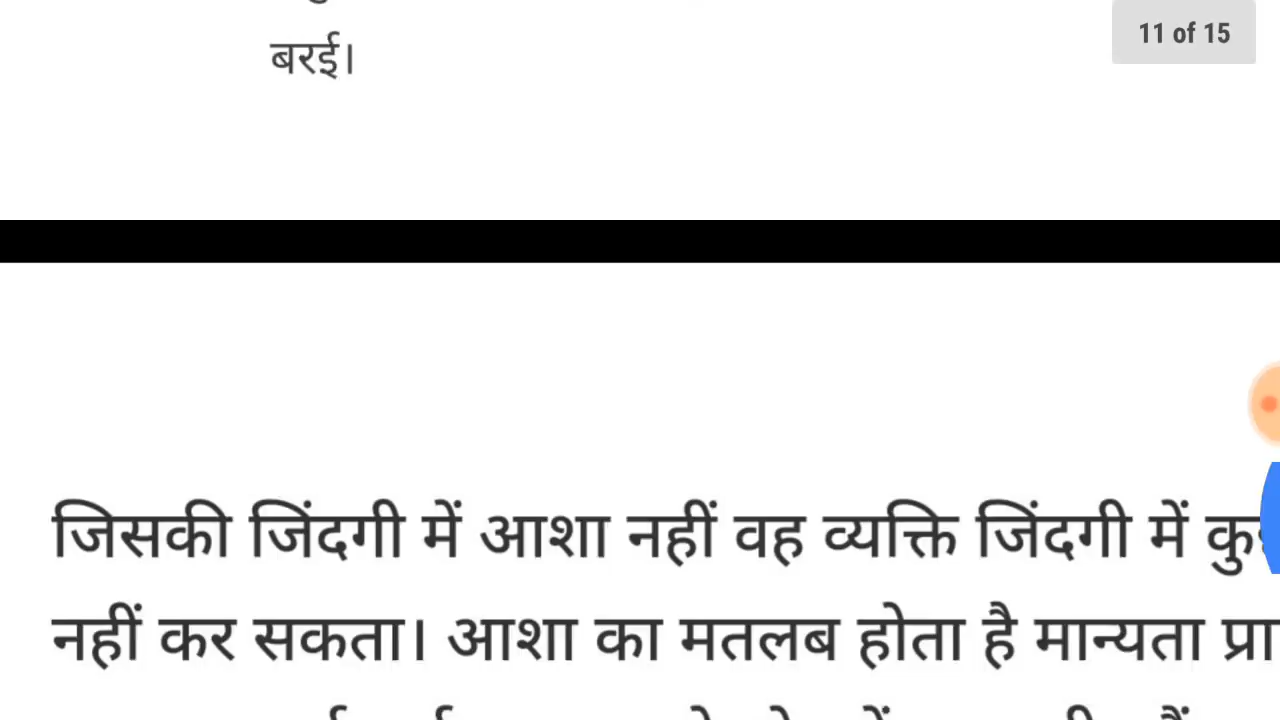 बरई।
11 of 15
जिसकी जिंदगी में आशा नहीं वह व्यक्ति जिंदगी में
नहीं कर सकता। आशा का मतलब होता है मान्यता